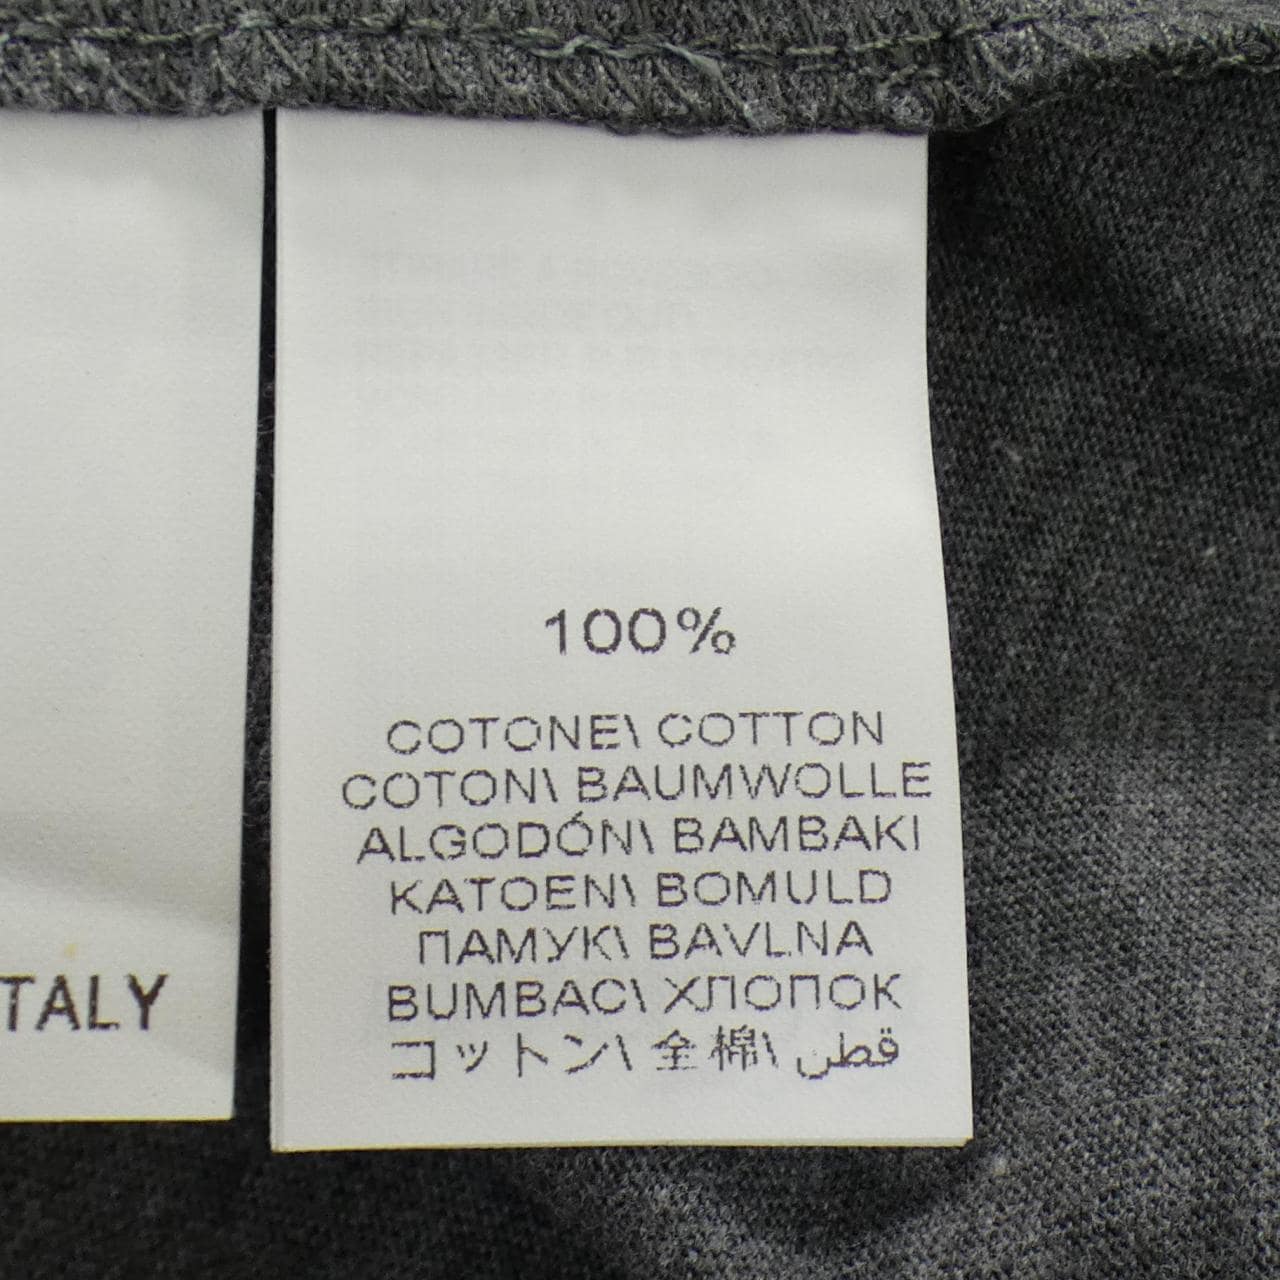 100%
COTONE\ COTTON
COTON\ BAUMWOLLE
ALGODÓN\ BAMBAKI
KATOEN\ BOMULD
ПАМУК\ BAVLNA
BUMBAC\ ХЛОПОК
コットン\ 全棉\ قطن
TALY